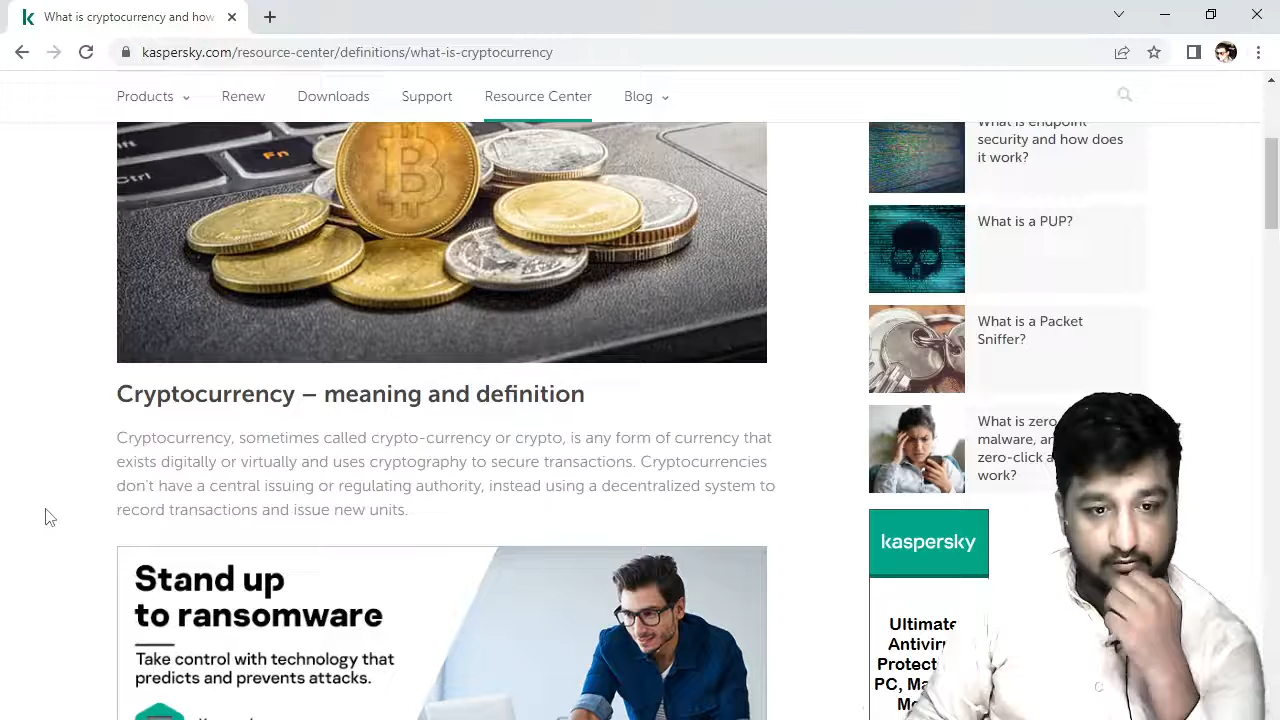 What is cryptocurrency and how
kaspersky.com/resource-center/definitions/what-is-cryptocurrency
Products Renew Downloads Support Resource Center Blog
Fn
Ctrl
What is endpoint
security and how does
it work?
What is a PUP?
What is a Packet
Sniffer?
What is zero
malware,
zero-click
work?
Cryptocurrency – meaning and definition
Cryptocurrency, sometimes called crypto-currency or crypto, is any form of currency that
exists digitally or virtually and uses cryptography to secure transactions. Cryptocurrencies
don't have a central issuing or regulating authority, instead using a decentralized system to
record transactions and issue new units.
Stand up
to ransomware
Take control with technology that
predicts and prevents attacks.
kaspersky
Ultimate
PC,